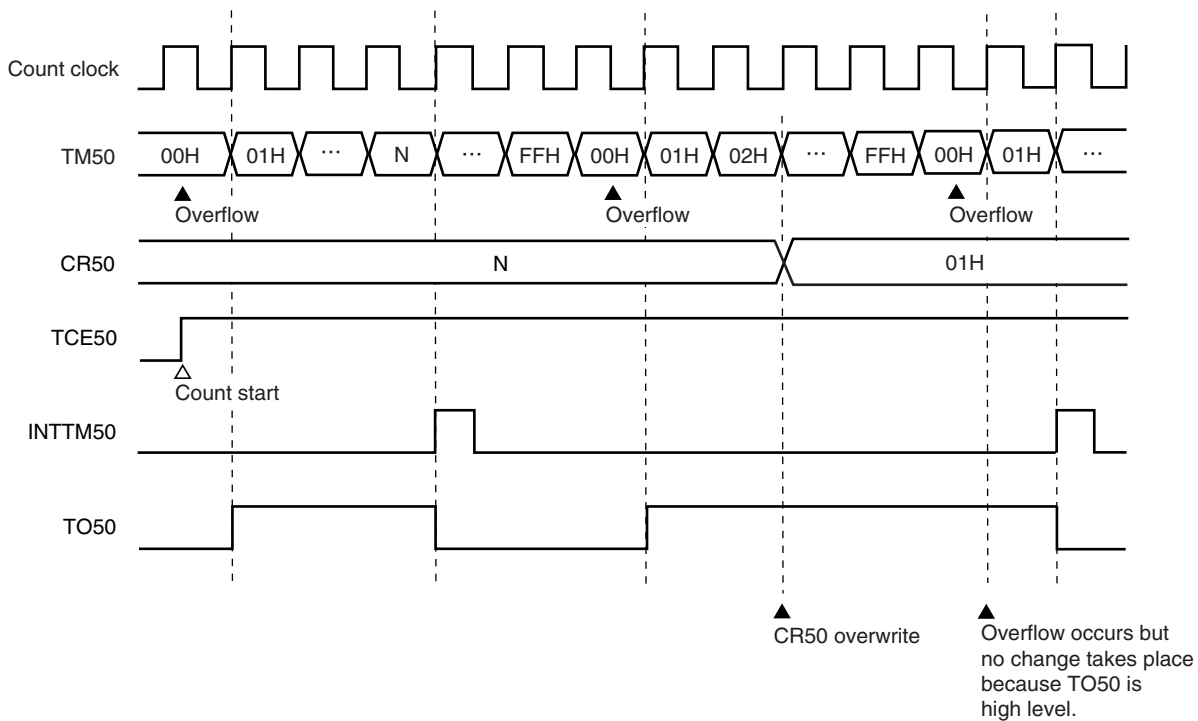 Count clock
TM50 00H 01H ··· N ··· FFH 00H 01H 02H ··· FFH 00H 01H ···
Overflow Overflow Overflow
CR50 N 01H
TCE50
Count start
INTTM50
TO50
CR50 overwrite
Overflow occurs but
no change takes place
because TO50 is
high level.